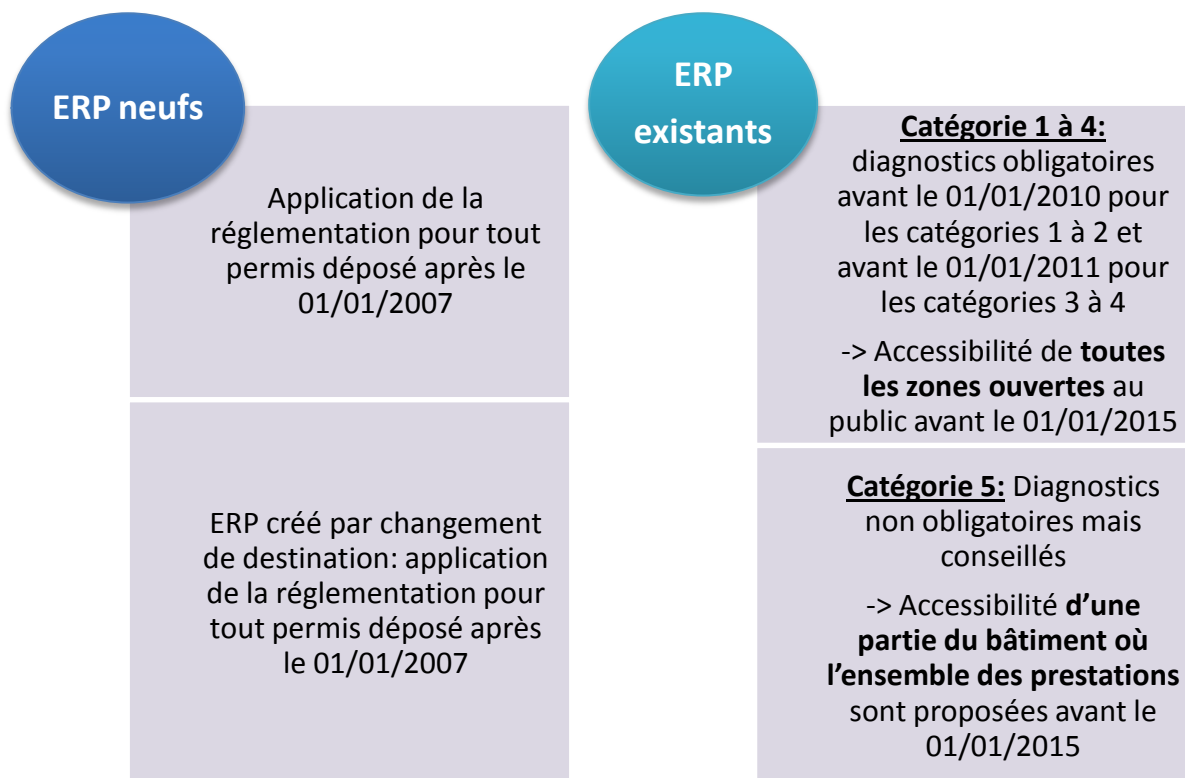 ERP neufs
Application de la
réglementation pour tout
permis déposé après le
01/01/2007
ERP créé par changement
de destination: application
de la réglementation pour
tout permis déposé après
le 01/01/2007
ERP
existants
Catégorie 1 à 4:
diagnostics obligatoires
avant le 01/01/2010 pour
les catégories 1 à 2 et
avant le 01/01/2011 pour
les catégories 3 à 4
-> Accessibilité de toutes
les zones ouvertes au
public avant le 01/01/2015
Catégorie 5: Diagnostics
non obligatoires mais
conseillés
-> Accessibilité d’une
partie du bâtiment où
l’ensemble des prestations
sont proposées avant le
01/01/2015